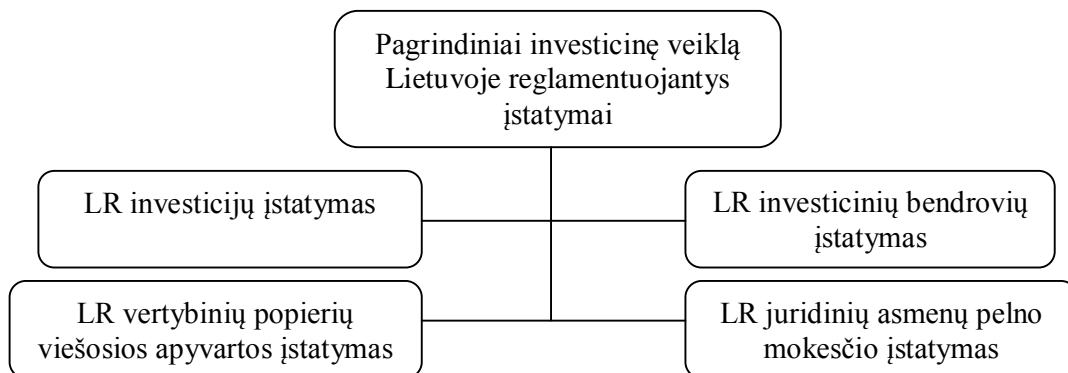 Pagrindiniai investicinę veiklą
Lietuvoje reglamentuojantys
įstatymai
LR investicijų įstatymas
LR investicinių bendrovių
įstatymas
LR vertybinių popierių
viešosios apyvartos įstatymas
LR juridinių asmenų pelno
mokesčio įstatymas